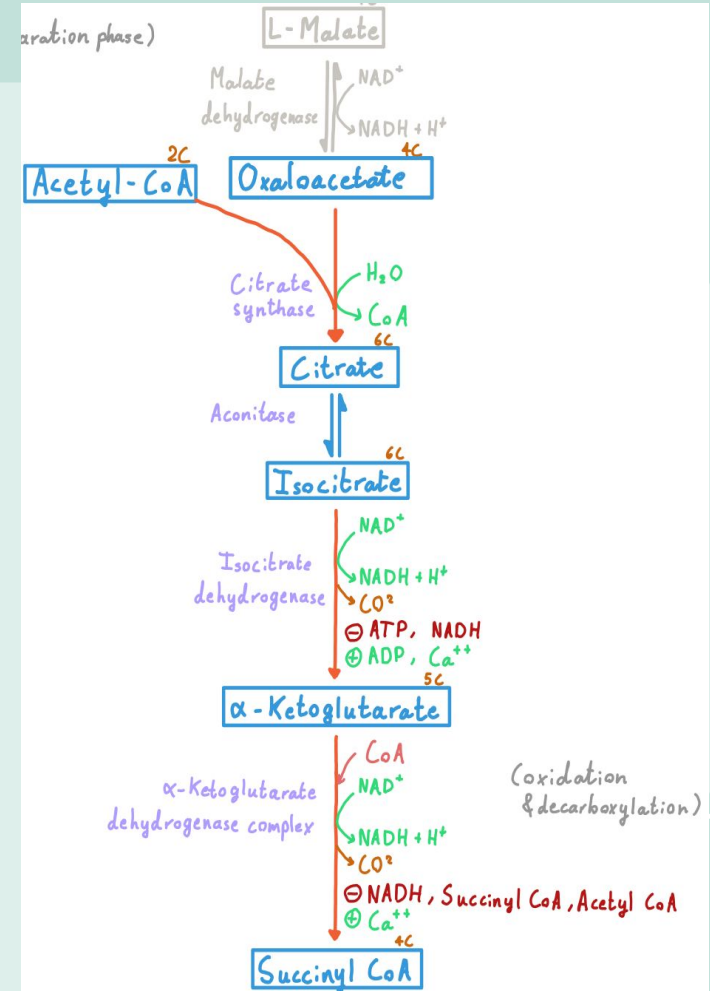 aration phase)
L-Malate
Malate
dehydrogenase
NAD⁺
NADH + H⁺
2C
Acetyl-CoA
4C
Oxaloacetate
Citrate
synthase
H₂O
CoA
6C
Citrate
Aconitase
6C
Isocitrate
Isocitrate
dehydrogenase
NAD⁺
NADH + H⁺
CO²
⊖ ATP, NADH
⊕ ADP, Ca⁺⁺
5C
α-Ketoglutarate
α-Ketoglutarate
dehydrogenase complex
CoA
NAD⁺
NADH + H⁺
CO²
(oxidation
& decarboxylation)
⊖ NADH, Succinyl CoA, Acetyl CoA
⊕ Ca⁺⁺
4C
Succinyl CoA